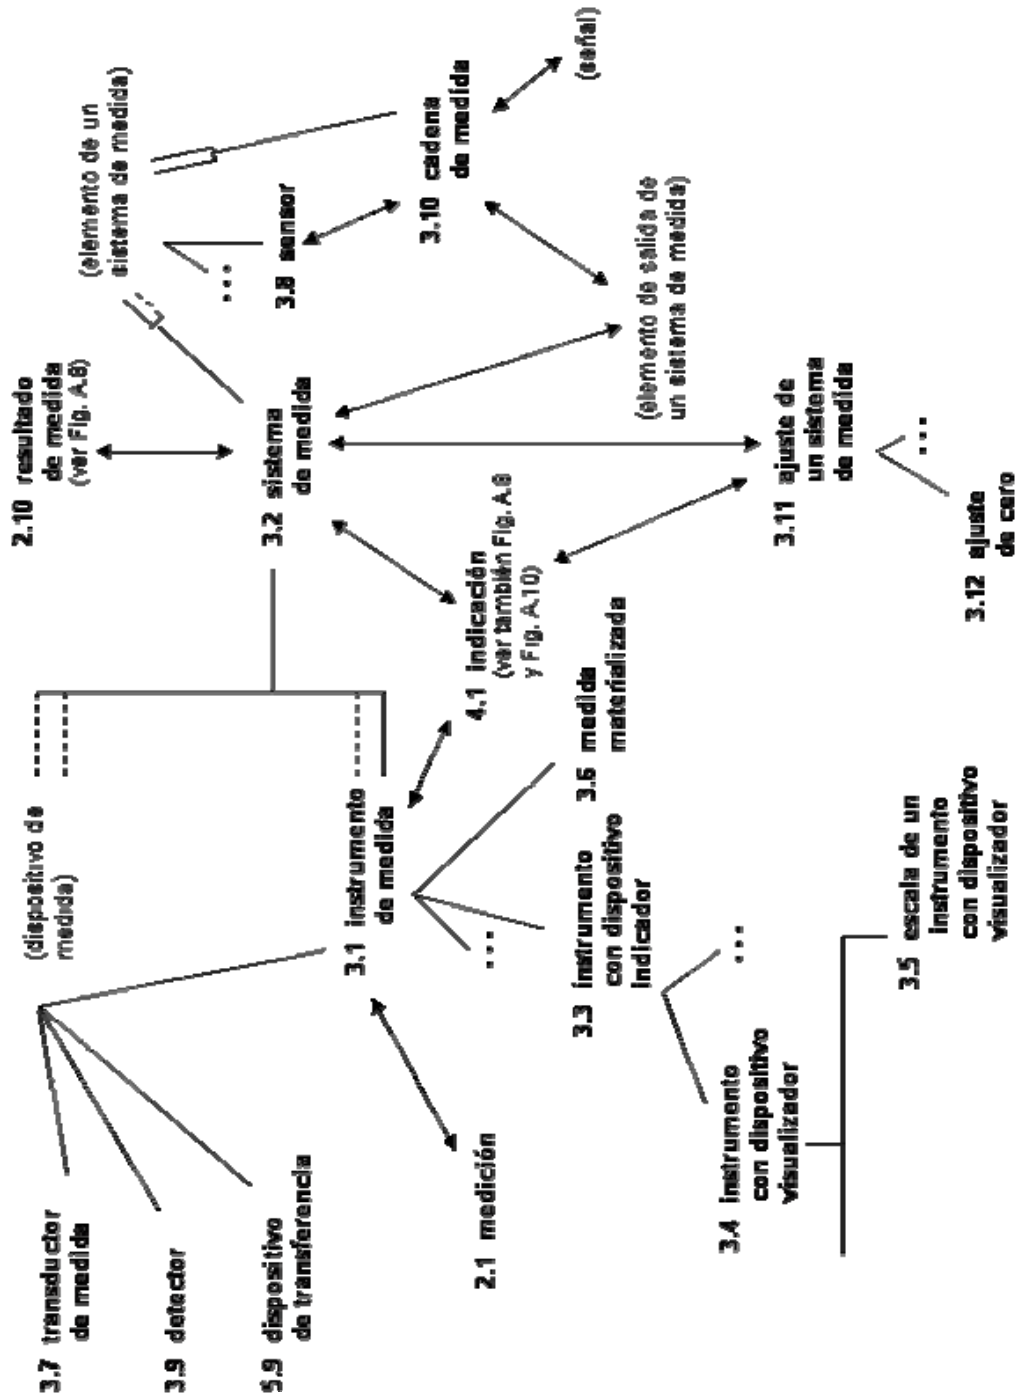 2.10 resultado
de medida
(ver Fig. A.8)
(elemento de un
sistema de medida)
(dispositivo de
medida)
3.7 transductor
de medida
3.9 detector
5.9 dispositivo
de transferencia
3.1 instrumento
de medida
3.2 sistema
de medida
...
3.8 sensor
3.10 cadena
de medida
(señal)
2.1 medición
4.1 indicación
(ver también Fig. A.8
y Fig. A.10)
(elemento de salida de
un sistema de medida)
...
3.3 instrumento
con dispositivo
indicador
3.6 medida
materializada
3.11 ajuste de
un sistema
de medida
...
3.12 ajuste
de cero
3.4 instrumento
con dispositivo
visualizador
...
3.5 escala de un
instrumento
con dispositivo
visualizador